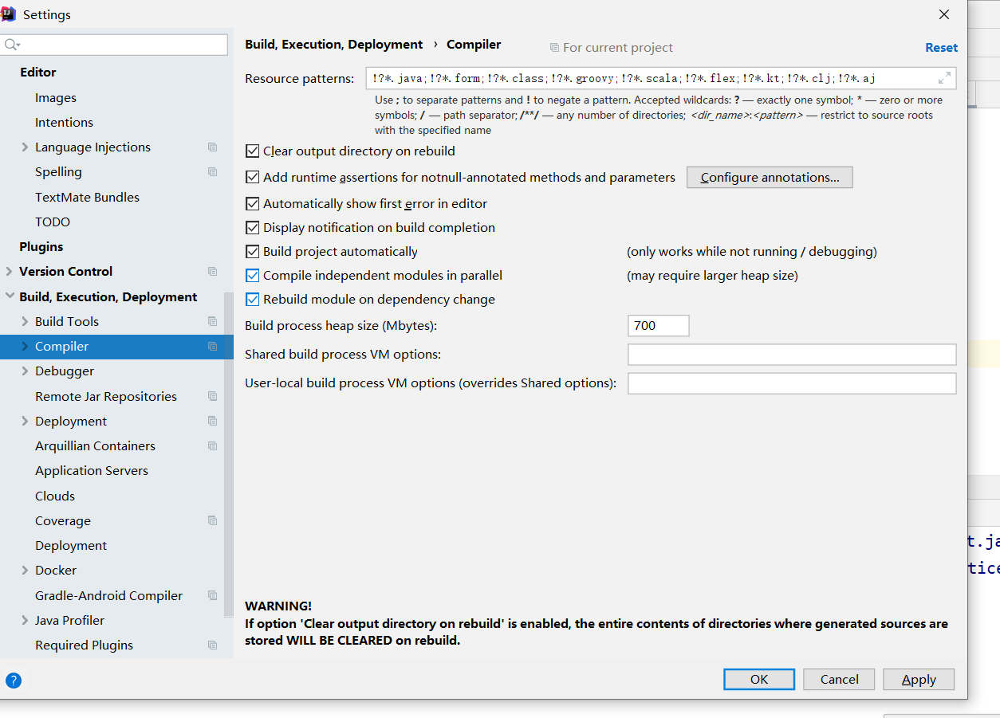 Settings
Editor
Images
Intentions
Language Injections
Spelling
TextMate Bundles
TODO
Plugins
Version Control
Build, Execution, Deployment
Build Tools
Compiler
Debugger
Remote Jar Repositories
Deployment
Arquillian Containers
Application Servers
Clouds
Coverage
Deployment
Docker
Gradle-Android Compiler
Java Profiler
Required Plugins
Build, Execution, Deployment › Compiler
For current project
Reset
Resource patterns:
!?*.java;!?*.form;!?*.class;!?*.groovy;!?*.scala;!?*.flex;!?*.kt;!?*.clj;!?*.aj
Use ; to separate patterns and ! to negate a pattern. Accepted wildcards: ? — exactly one symbol; * — zero or more
symbols; / — path separator; /**/ — any number of directories; <dir_name>:<pattern> — restrict to source roots
with the specified name
Clear output directory on rebuild
Add runtime assertions for notnull-annotated methods and parameters
Configure annotations...
Automatically show first error in editor
Display notification on build completion
Build project automatically
(only works while not running / debugging)
Compile independent modules in parallel
(may require larger heap size)
Rebuild module on dependency change
Build process heap size (Mbytes):
700
Shared build process VM options:
User-local build process VM options (overrides Shared options):
WARNING!
If option 'Clear output directory on rebuild' is enabled, the entire contents of directories where generated sources are
stored WILL BE CLEARED on rebuild.
?
OK
Cancel
Apply
t.ja
tice